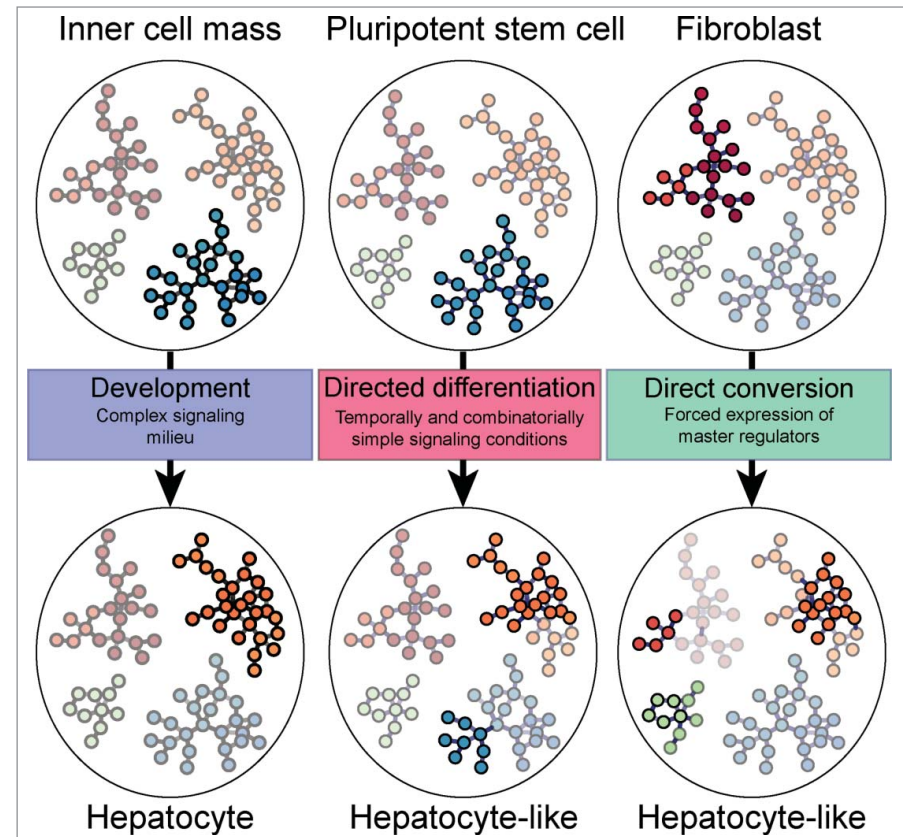 Inner cell mass
Pluripotent stem cell
Fibroblast
Development
Complex signaling
milieu
Directed differentiation
Temporally and combinatorially
simple signaling conditions
Direct conversion
Forced expression of
master regulators
Hepatocyte
Hepatocyte-like
Hepatocyte-like